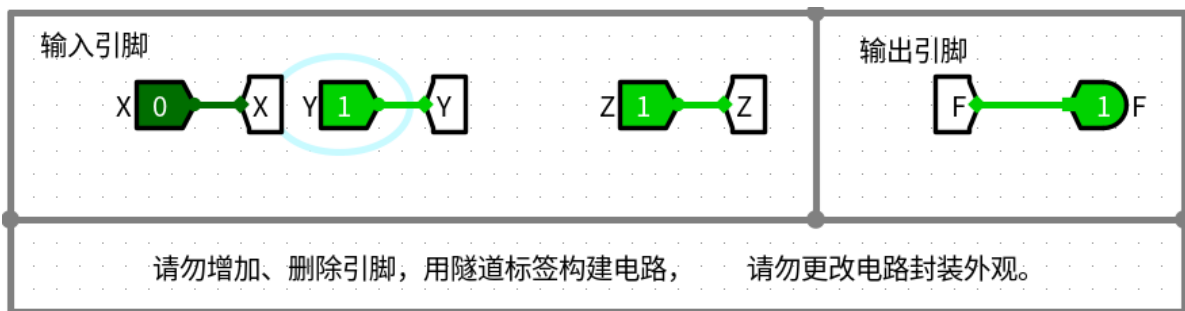 输入引脚
输出引脚
X 0 X Y 1 Y Z 1 Z
F 1 F
请勿增加、删除引脚，用隧道标签构建电路， 请勿更改电路封装外观。